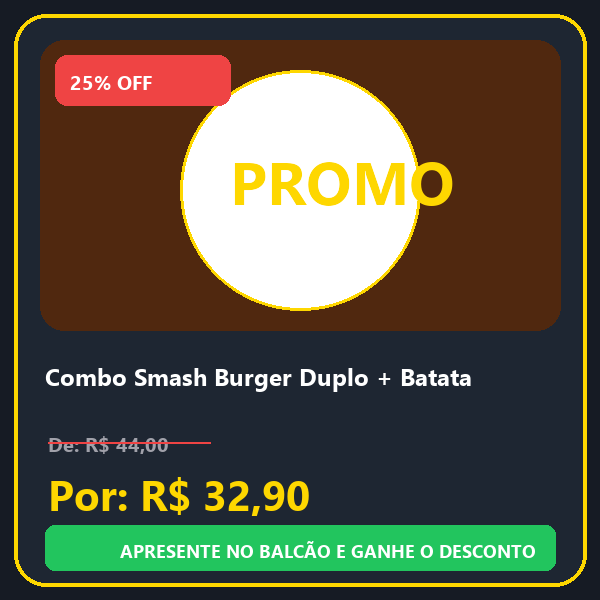 25% OFF
PROMO
Combo Smash Burger Duplo + Batata
De: R$ 44,00
Por: R$ 32,90
APRESENTE NO BALCÃO E GANHE O DESCONTO